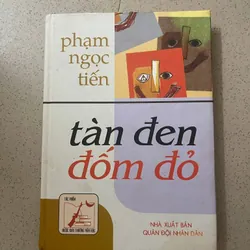 phạm
ngọc
tiến
tàn đen
đốm đỏ
NHÀ XUẤT BẢN
QUÂN ĐỘI NHÂN DÂN